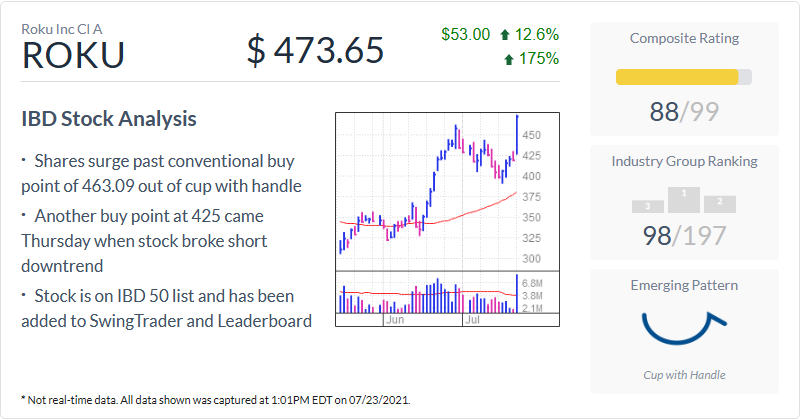 Roku Inc Cl A
ROKU
$ 473.65
$53.00 12.6%
175%
IBD Stock Analysis
· Shares surge past conventional buy
point of 463.09 out of cup with handle
· Another buy point at 425 came
Thursday when stock broke short
downtrend
· Stock is on IBD 50 list and has been
added to SwingTrader and Leaderboard
450
425
400
375
350
325
300
6.8M
3.8M
2.1M
Jun Jul
Composite Rating
88/99
Industry Group Ranking
3 1 2
98/197
Emerging Pattern
Cup with Handle
* Not real-time data. All data shown was captured at 1:01PM EDT on 07/23/2021.